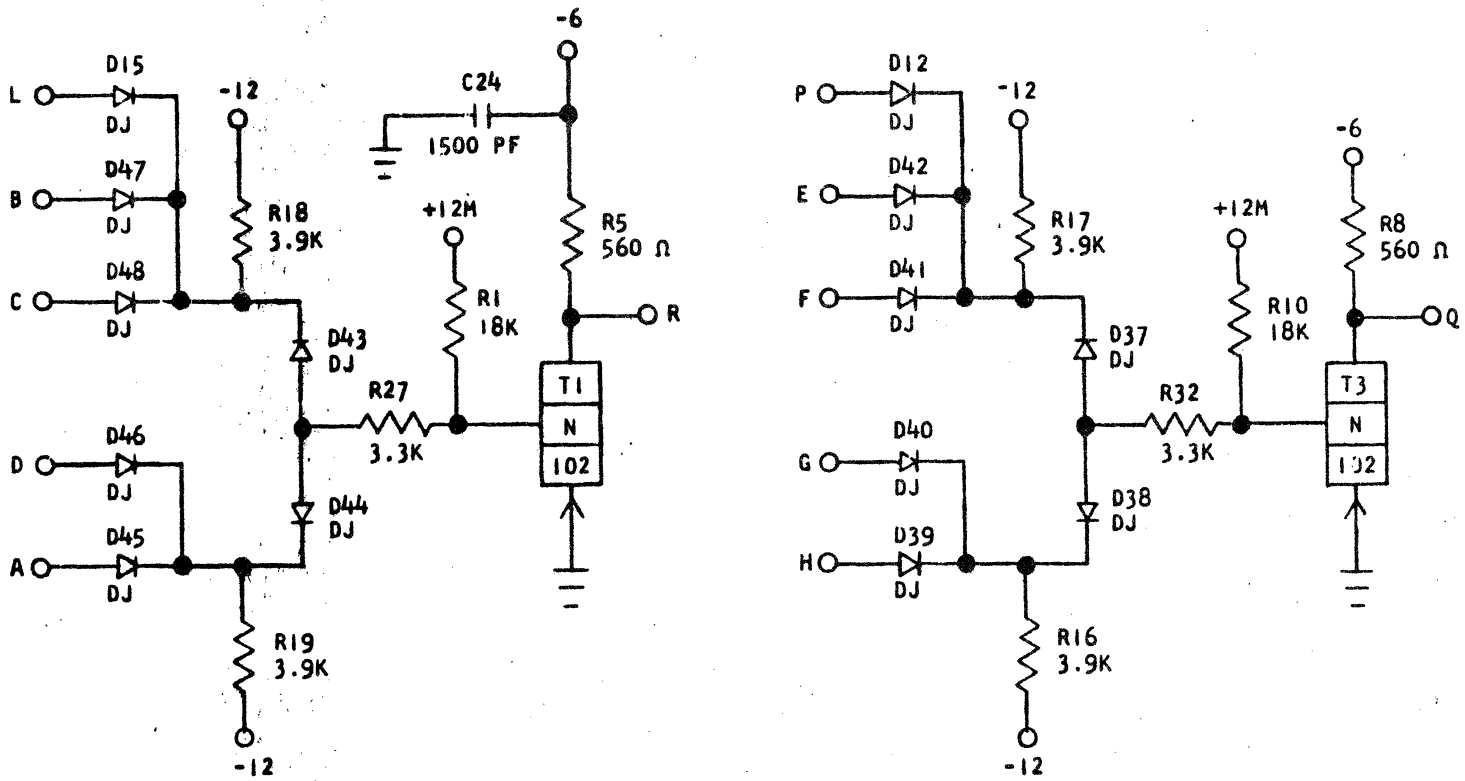 -6
D15
L
DJ
-12
C24
1500 PF
D47
B
DJ
R18
3.9K
+12M
R5
560 Ω
D48
C
DJ
R1
18K
R
D43
DJ
T1
N
102
R27
3.3K
D46
D
DJ
D44
DJ
D45
A
DJ
R19
3.9K
-12
D12
P
DJ
-12
-6
D42
E
DJ
R17
3.9K
+12M
R8
560 Ω
D41
F
DJ
R10
18K
Q
D37
DJ
T3
N
102
R32
3.3K
D40
G
DJ
D38
DJ
D39
H
DJ
R16
3.9K
-12